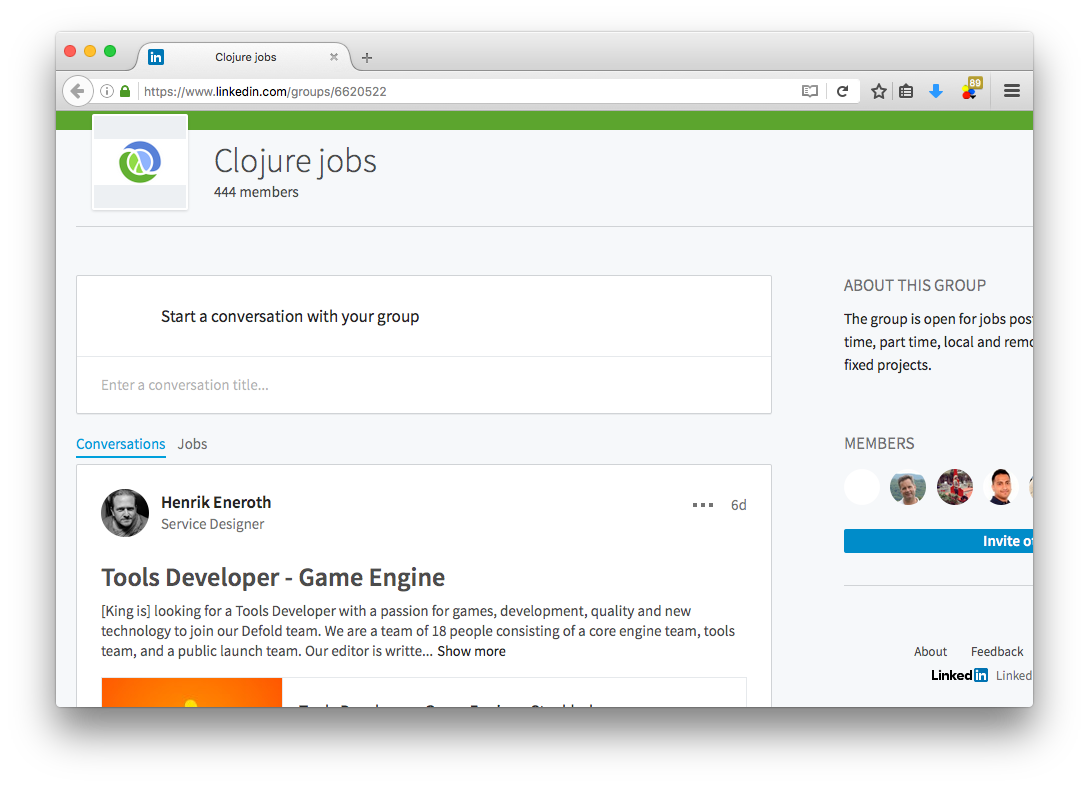 Clojure jobs
https://www.linkedin.com/groups/6620522
89
Clojure jobs
444 members
Start a conversation with your group
Enter a conversation title...
Conversations Jobs
Henrik Eneroth
Service Designer
6d
Tools Developer - Game Engine
[King is] looking for a Tools Developer with a passion for games, development, quality and new
technology to join our Defold team. We are a team of 18 people consisting of a core engine team, tools
team, and a public launch team. Our editor is writte... Show more
ABOUT THIS GROUP
The group is open for jobs pos
time, part time, local and remo
fixed projects.
MEMBERS
Invite o
About Feedback
Linked in Linked